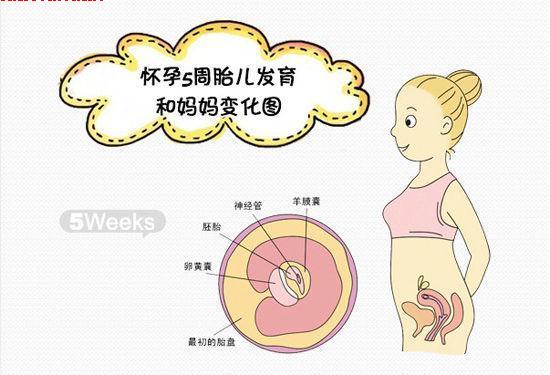 怀孕5周胎儿发育
和妈妈变化图
5Weeks
神经管
羊膜囊
胚胎
卵黄囊
最初的胎盘